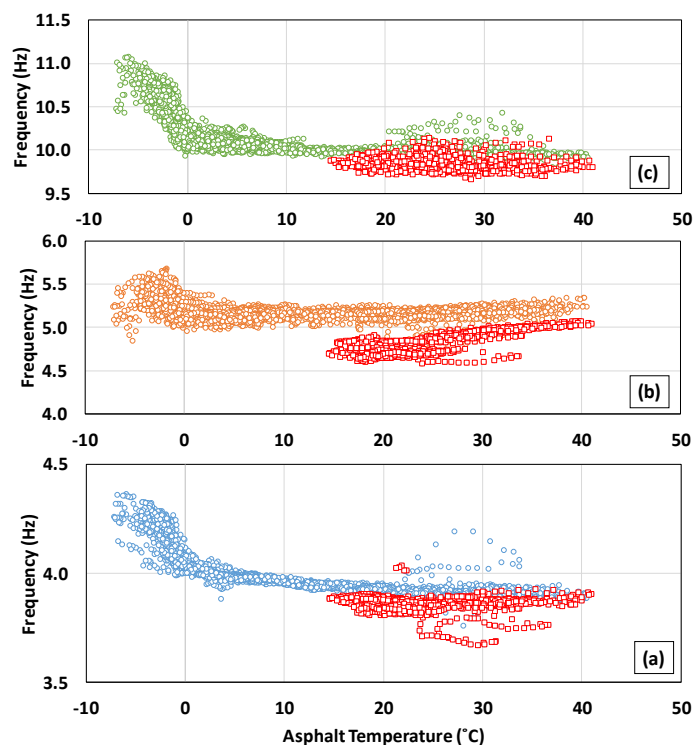 11.5
11.0
10.5
10.0
9.5
Frequency (Hz)
(c)
-10 0 10 20 30 40 50
6.0
5.5
5.0
4.5
4.0
Frequency (Hz)
(b)
-10 0 10 20 30 40 50
4.5
4.0
3.5
Frequency (Hz)
(a)
-10 0 10 20 30 40 50
Asphalt Temperature (˚C)